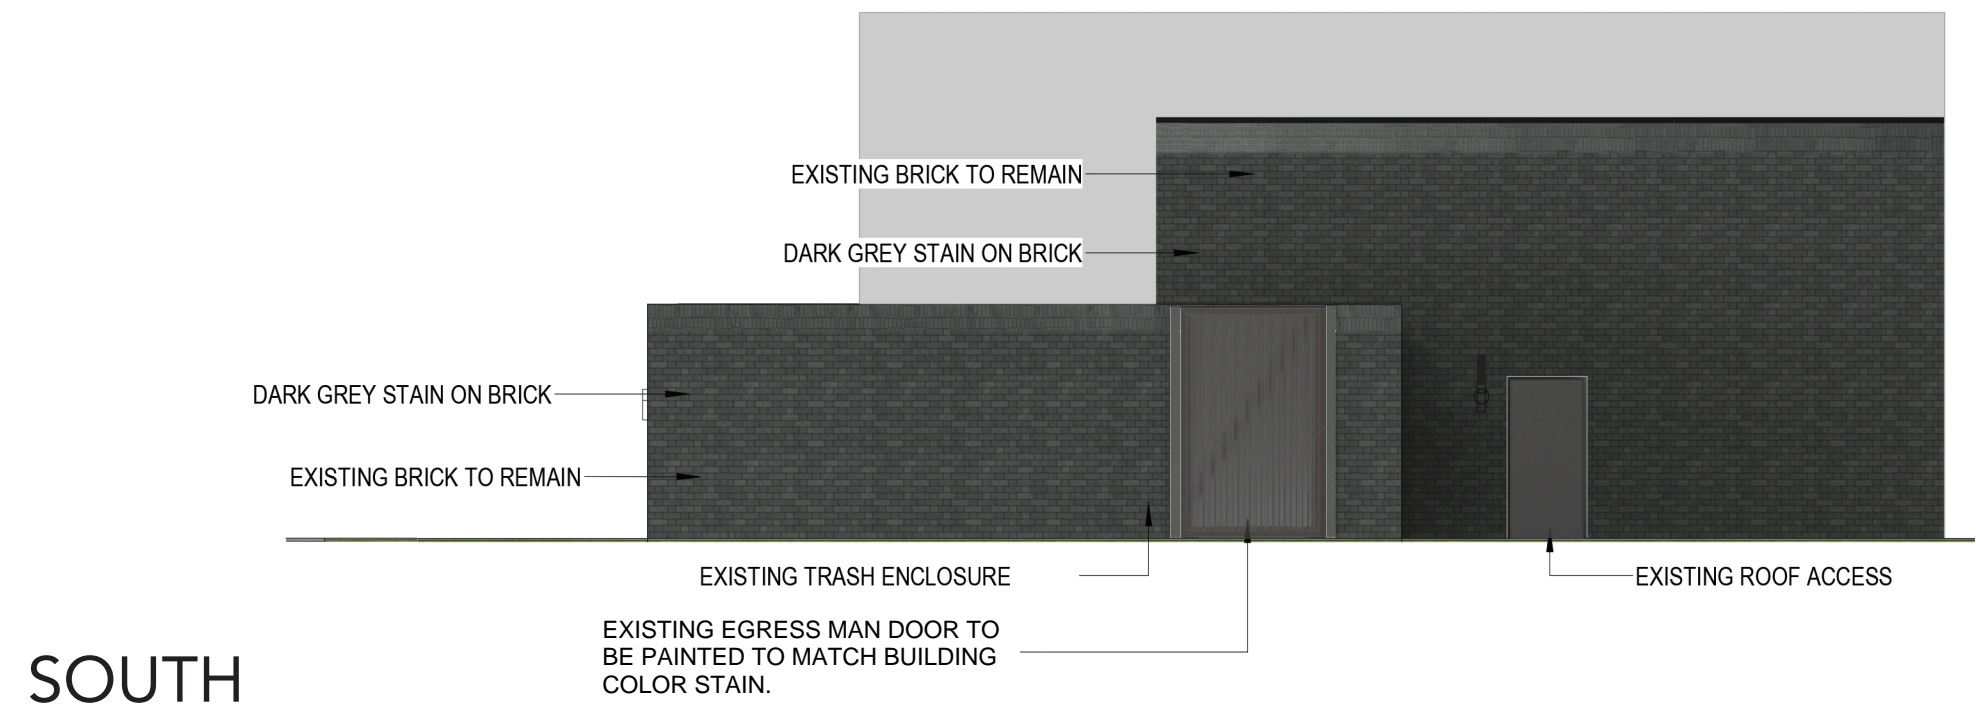 EXISTING BRICK TO REMAIN
DARK GREY STAIN ON BRICK
DARK GREY STAIN ON BRICK
EXISTING BRICK TO REMAIN
EXISTING TRASH ENCLOSURE
EXISTING ROOF ACCESS
EXISTING EGRESS MAN DOOR TO
BE PAINTED TO MATCH BUILDING
COLOR STAIN.
SOUTH